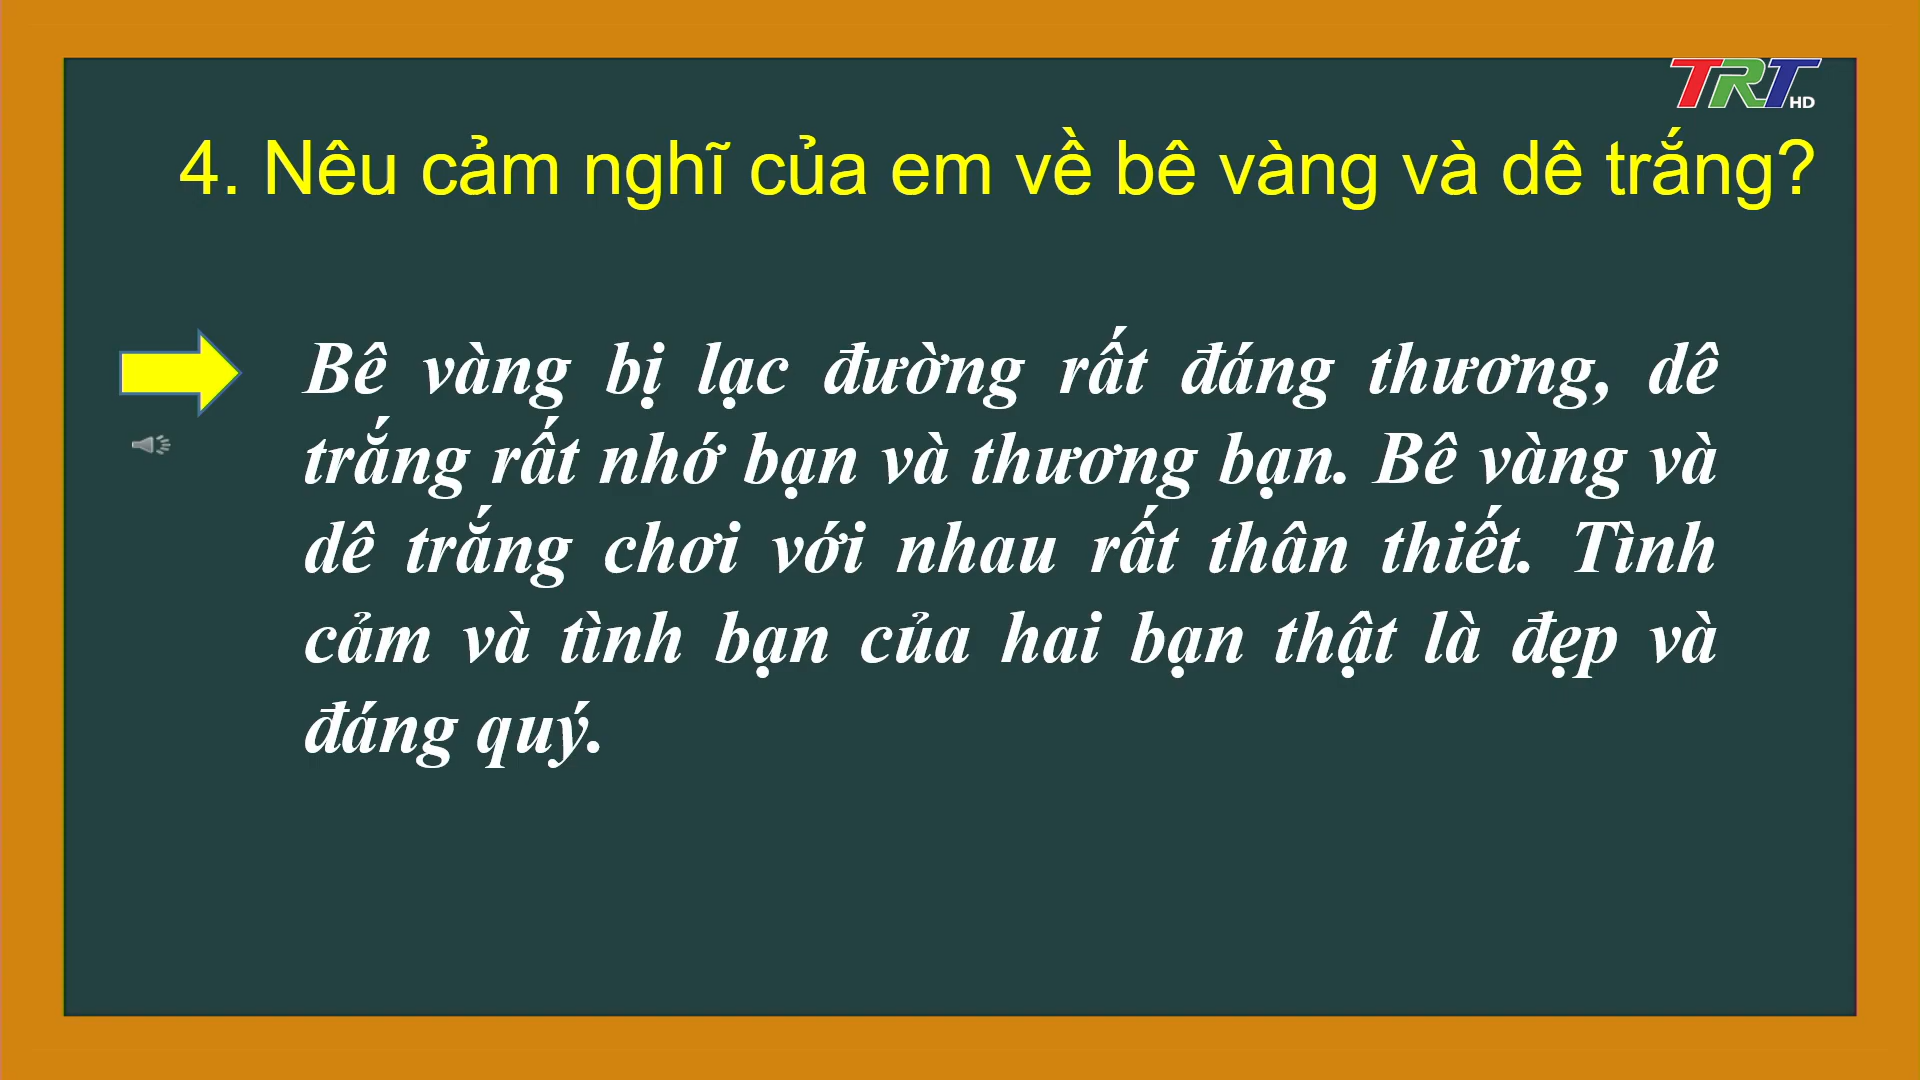 TRT HD
4. Nêu cảm nghĩ của em về bê vàng và dê trắng?
Bê vàng bị lạc đường rất đáng thương, dê
trắng rất nhớ bạn và thương bạn. Bê vàng và
dê trắng chơi với nhau rất thân thiết. Tình
cảm và tình bạn của hai bạn thật là đẹp và
đáng quý.